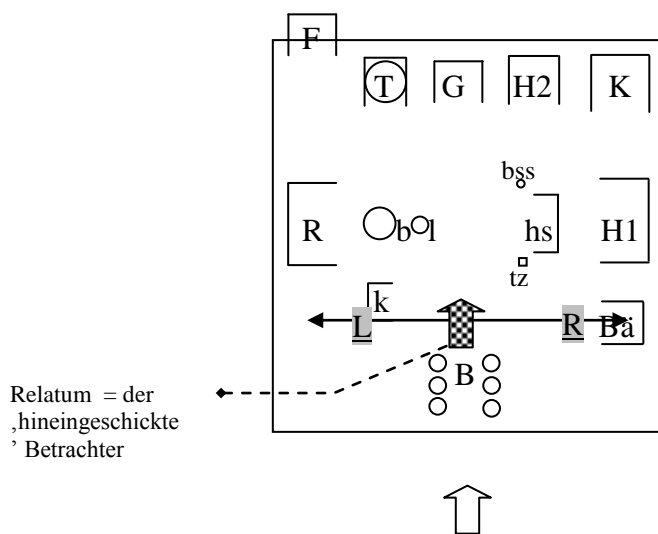 F
T G H2 K
bss
R b l hs H1
tz
k
L R Bä
B
Relatum = der
‚hineingeschickte
’ Betrachter